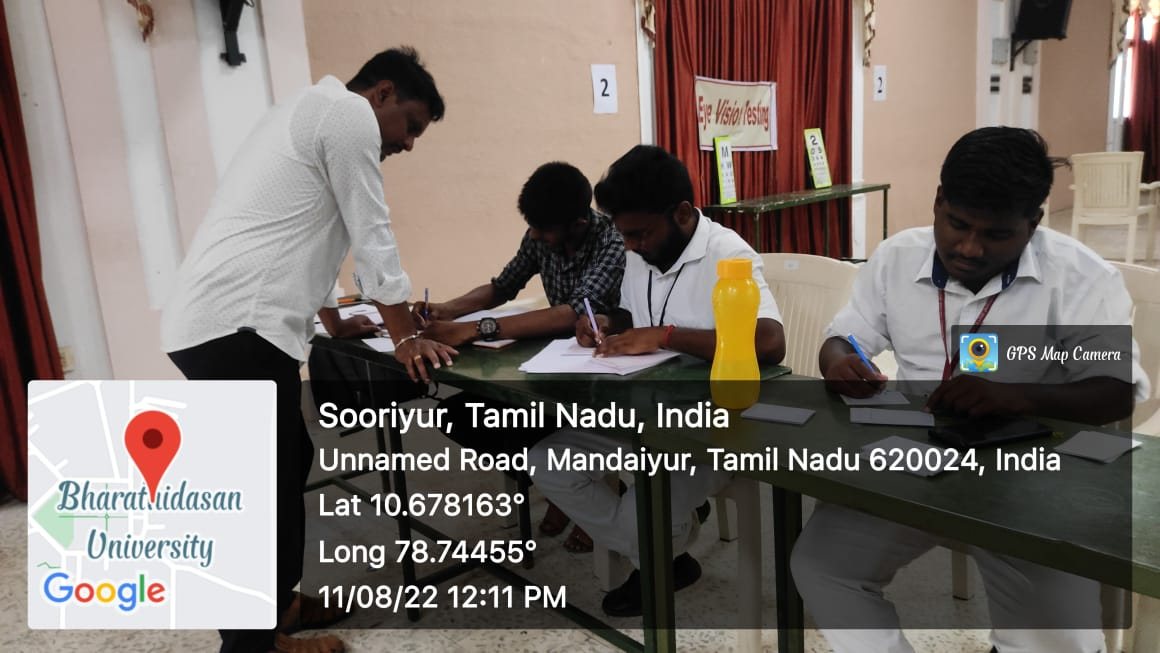 2
2
Eye Vision Testing
M
2
GPS Map Camera
Sooriyur, Tamil Nadu, India
Unnamed Road, Mandaiyur, Tamil Nadu 620024, India
Lat 10.678163°
Long 78.74455°
11/08/22 12:11 PM
Bharathidasan
University
Google